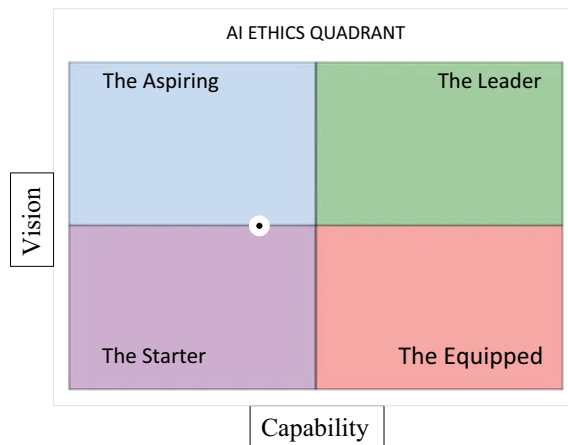 AI ETHICS QUADRANT
The Aspiring
The Leader
Vision
The Starter
The Equipped
Capability